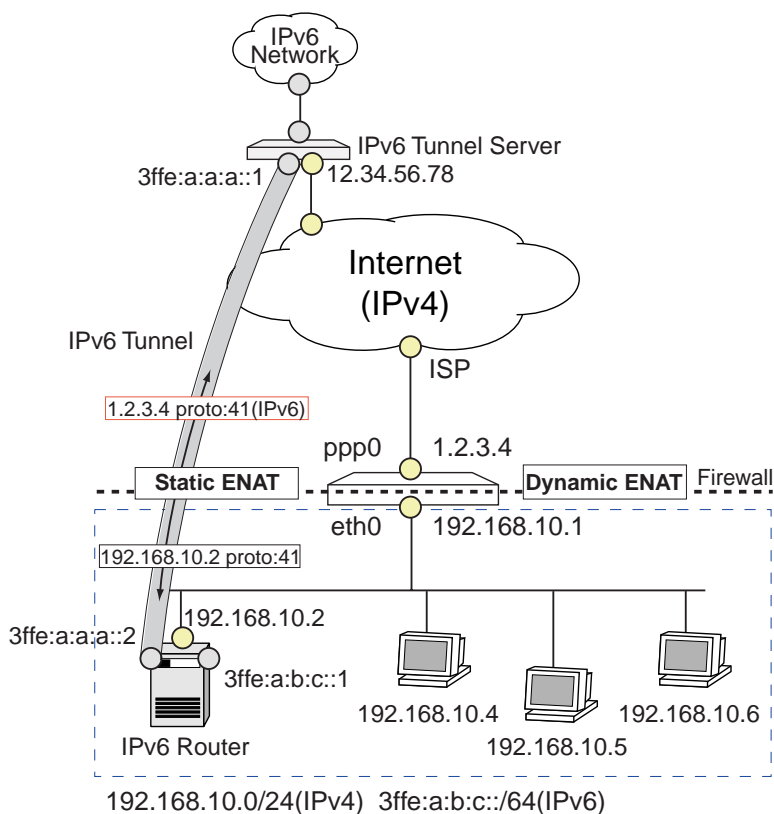 IPv6
Network
IPv6 Tunnel Server
3ffe:a:a:a::1
12.34.56.78
Internet
(IPv4)
IPv6 Tunnel
ISP
1.2.3.4 proto:41(IPv6)
ppp0
1.2.3.4
Static ENAT
Dynamic ENAT
Firewall
eth0
192.168.10.1
192.168.10.2 proto:41
192.168.10.2
3ffe:a:a:a::2
3ffe:a:b:c::1
192.168.10.4
192.168.10.6
IPv6 Router
192.168.10.5
192.168.10.0/24(IPv4) 3ffe:a:b:c::/64(IPv6)